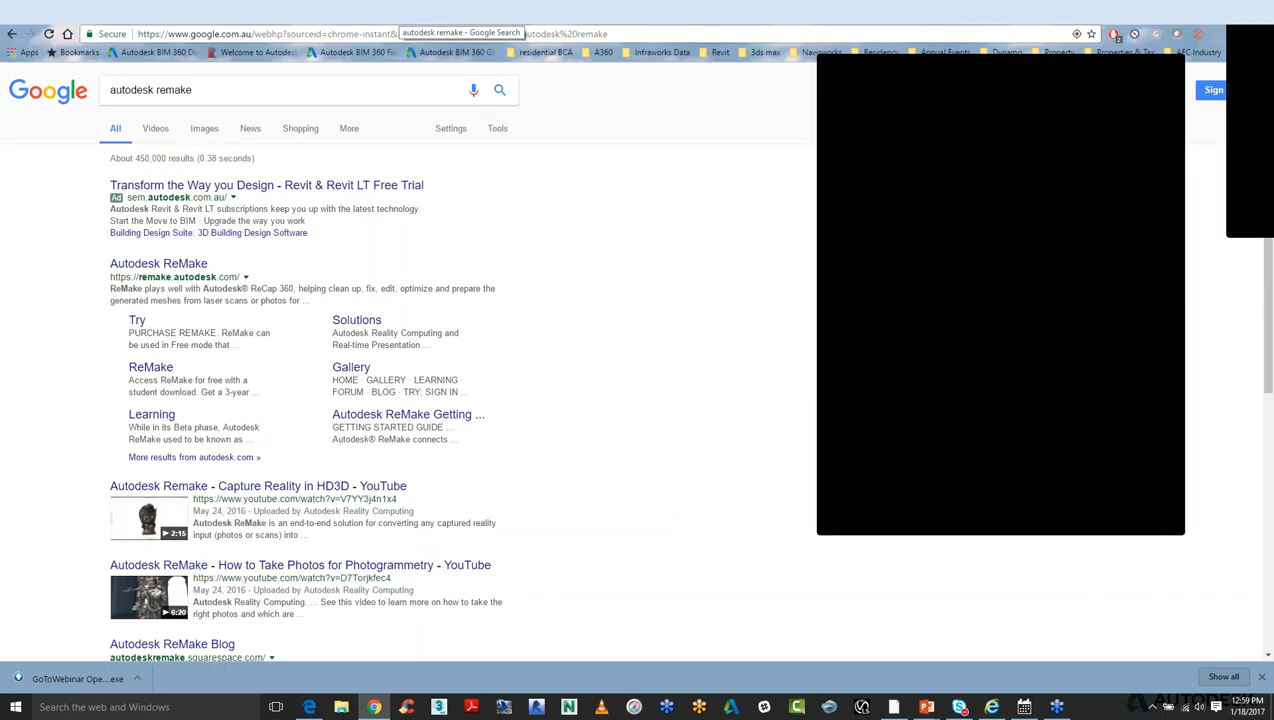 autodesk remake - Google Search
Secure
https://www.google.com.au/webhp?sourceid=chrome-instant&
utodesk%20remake
Apps
Bookmarks
Autodesk BIM 360 Do
Welcome to Autodes
Autodesk BIM 360 Fie
Autodesk BIM 360 Gl
residential BCA
A360
Infraworks Data
Revit
3ds max
Navisworks
Residency
Annual Events
Dynamo
Property
Properties & Tax
AEC Industry
Google
autodesk remake
Sign
All
Videos
Images
News
Shopping
More
Settings
Tools
About 450,000 results (0.38 seconds)
Transform the Way you Design - Revit & Revit LT Free Trial
Ad sem.autodesk.com.au/
Autodesk Revit & Revit LT subscriptions keep you up with the latest technology.
Start the Move to BIM · Upgrade the way you work
Building Design Suite: 3D Building Design Software
Autodesk ReMake
https://remake.autodesk.com/
ReMake plays well with Autodesk® ReCap 360, helping clean up, fix, edit, optimize and prepare the
generated meshes from laser scans or photos for ...
Try
PURCHASE REMAKE. ReMake can
be used in Free mode that ...
Solutions
Autodesk Reality Computing and
Real-time Presentation ...
ReMake
Access ReMake for free with a
student download. Get a 3-year ...
Gallery
HOME · GALLERY · LEARNING ·
FORUM · BLOG · TRY; SIGN IN ...
Learning
While in its Beta phase, Autodesk
ReMake used to be known as ...
Autodesk ReMake Getting ...
GETTING STARTED GUIDE ...
Autodesk® ReMake connects ...
More results from autodesk.com »
Autodesk Remake - Capture Reality in HD3D - YouTube
https://www.youtube.com/watch?v=V7YY3j4n1x4
May 24, 2016 - Uploaded by Autodesk Reality Computing
Autodesk ReMake is an end-to-end solution for converting any captured reality
input (photos or scans) into ...
2:15
Autodesk ReMake - How to Take Photos for Photogrammetry - YouTube
https://www.youtube.com/watch?v=D7Torjkfec4
May 24, 2016 - Uploaded by Autodesk Reality Computing
Autodesk Reality Computing. ... See this video to learn more on how to take the
right photos and which are ...
6:20
Autodesk ReMake Blog
autodeskremake.squarespace.com/
GoToWebinar Ope....exe
Show all
Search the web and Windows
12:59 PM
1/18/2017